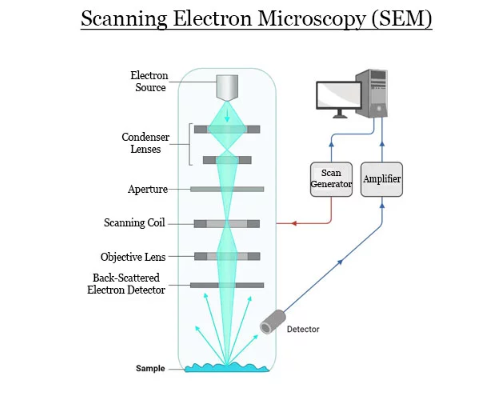 Scanning Electron Microscopy (SEM)
Electron
Source
Condenser
Lenses
Aperture
Scanning Coil
Objective Lens
Back-Scattered
Electron Detector
Sample
Scan
Generator
Amplifier
Detector